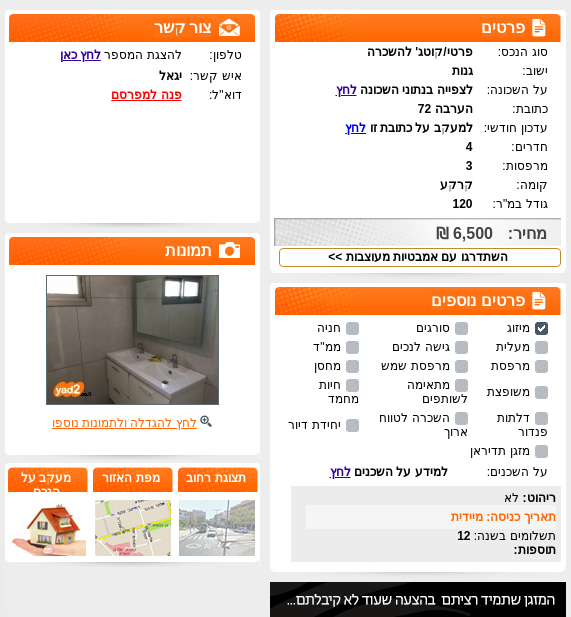 פרטים
סוג הנכס: פרטי/קוטג' להשכרה
ישוב: גנות
על השכונה: לצפייה בנתוני השכונה לחץ
כתובת: הערבה 72
עדכון חודשי: למעקב על כתובת זו לחץ
חדרים: 4
מרפסות: 3
קומה: קרקע
גודל במ"ר: 120
מחיר: 6,500 ₪
השתדרגו עם אמבטיות מעוצבות >>
פרטים נוספים
מיזוג סורגים חניה
מעלית גישה לנכים ממ"ד
מרפסת מרפסת שמש מחסן
משופצת מתאימה לשותפים חיות מחמד
דלתות פנדור השכרה לטווח ארוך יחידת דיור
מזגן תדיראן
על השכנים: למידע על השכנים לחץ
ריהוט: לא
תאריך כניסה: מיידית
תשלומים בשנה: 12
תוספות:
המזגן שתמיד רציתם בהצעה שעוד לא קיבלתם...
צור קשר
טלפון: להצגת המספר לחץ כאן
איש קשר: יגאל
דוא"ל: פנה למפרסם
תמונות
yad2
לחץ להגדלה ולתמונות נוספו
תצוגת רחוב
מפת האזור
מעקב על
הנכס